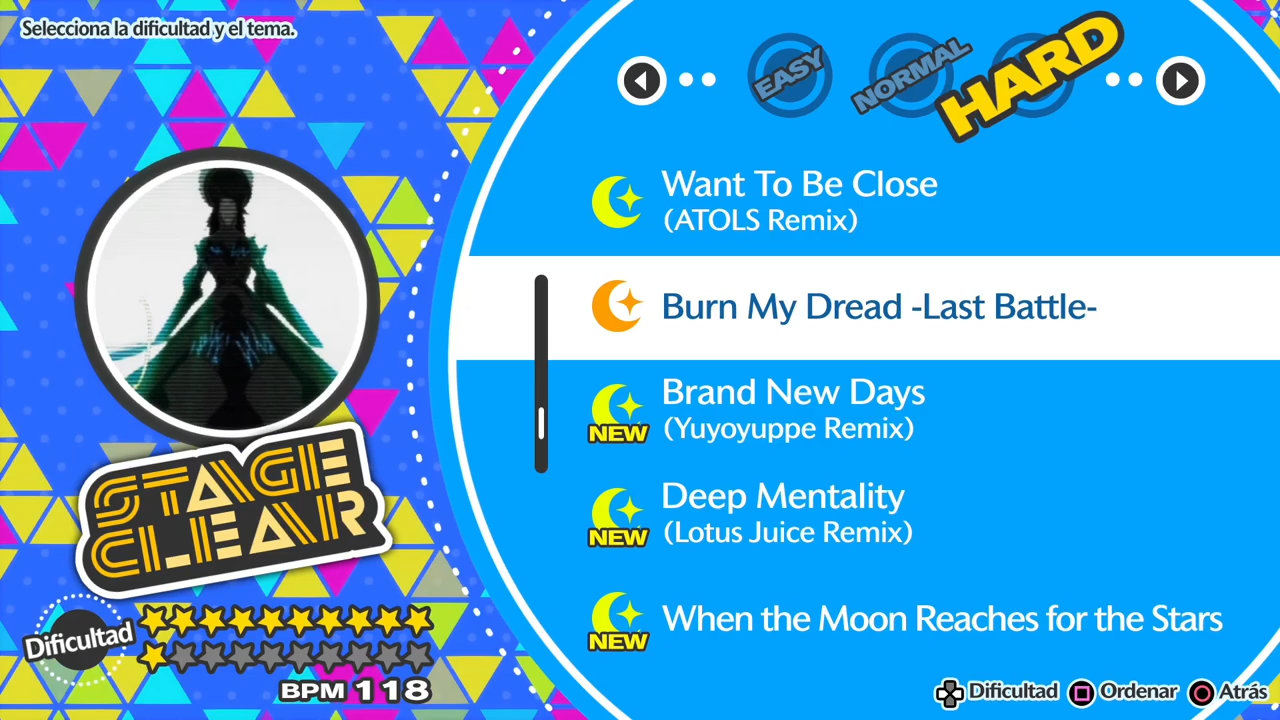 Selecciona la dificultad y el tema.
EASY
NORMAL
HARD
Want To Be Close
(ATOLS Remix)
Burn My Dread -Last Battle-
Brand New Days
(Yuyoyuppe Remix)
NEW
Deep Mentality
(Lotus Juice Remix)
NEW
When the Moon Reaches for the Stars
NEW
STAGE
CLEAR
Dificultad
BPM 118
Dificultad Ordenar Atrás